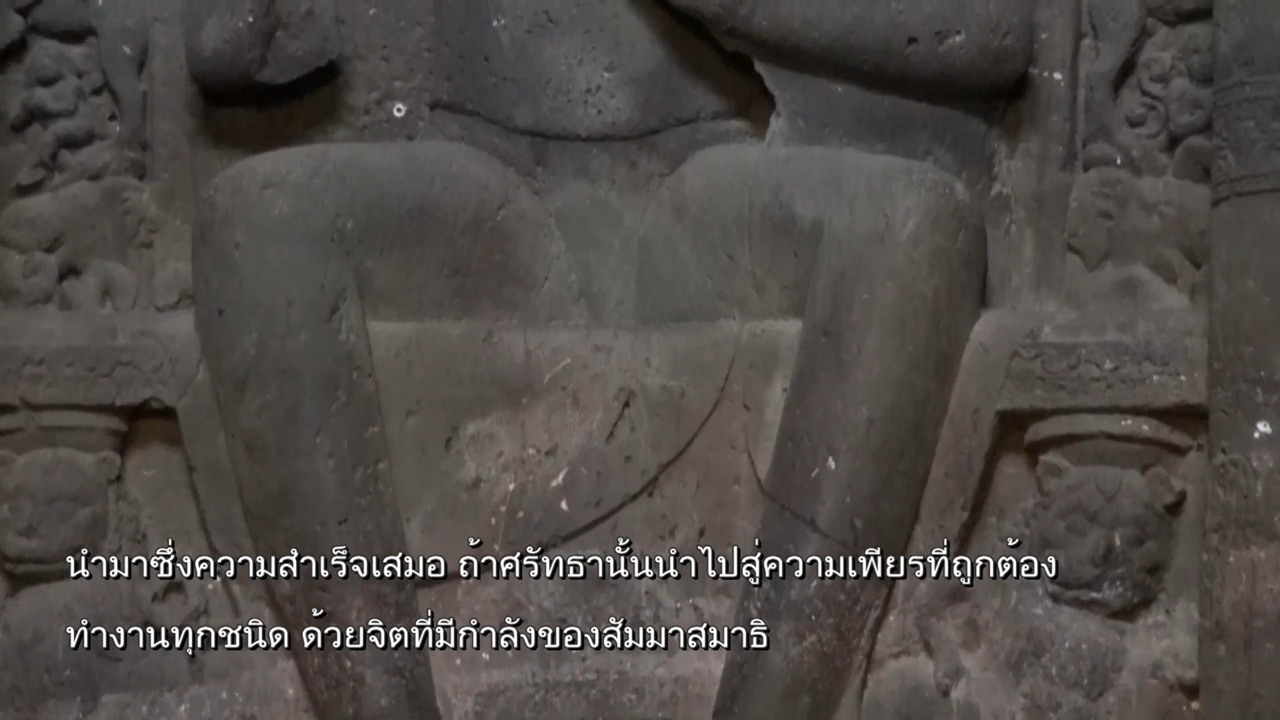 นำมาซึ่งความสำเร็จเสมอ ถ้าศรัทธานั้นนำไปสู่ความเพียรที่ถูกต้อง
ทำงานทุกชนิด ด้วยจิตที่มีกำลังของสัมมาสมาธิ